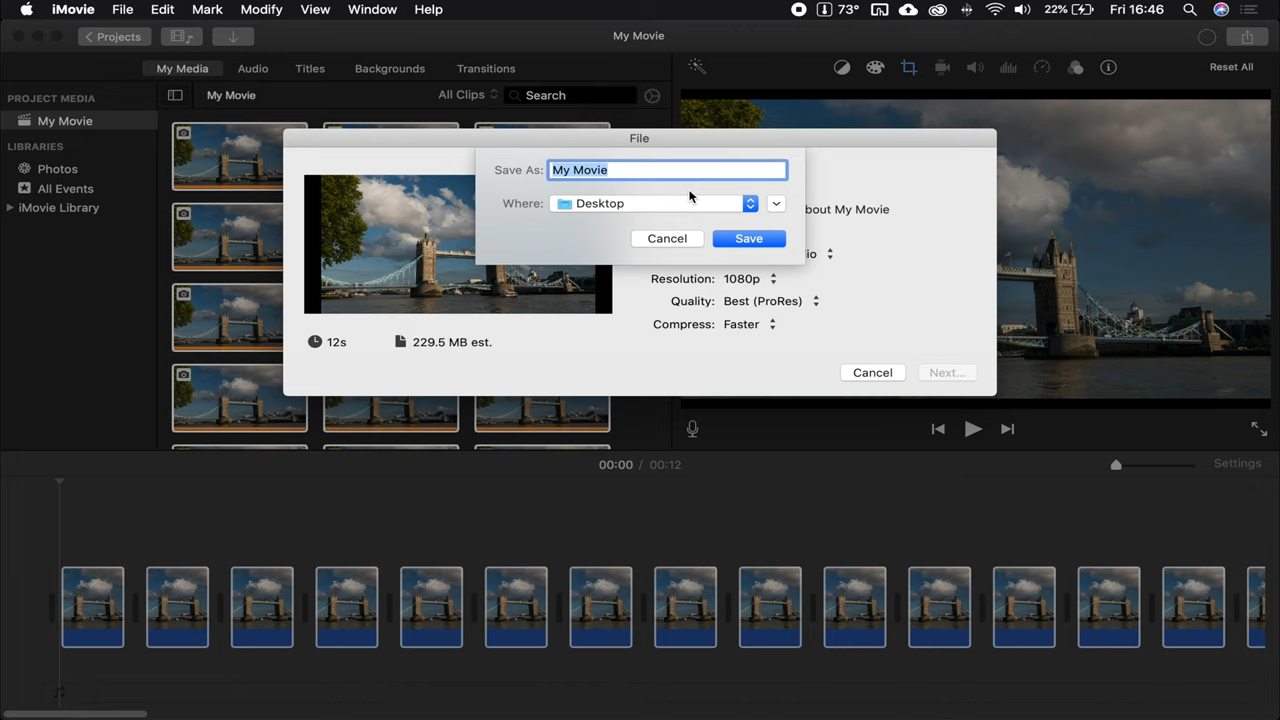 iMovie File Edit Mark Modify View Window Help 73° 22% Fri 16:46
Projects My Movie
My Media Audio Titles Backgrounds Transitions Reset All
PROJECT MEDIA My Movie All Clips Search
My Movie
LIBRARIES
Photos
All Events
iMovie Library
File
Save As: My Movie
Where: Desktop
Cancel Save
bout My Movie
io
Resolution: 1080p
Quality: Best (ProRes)
Compress: Faster
12s 229.5 MB est.
Cancel Next...
00:00 / 00:12 Settings